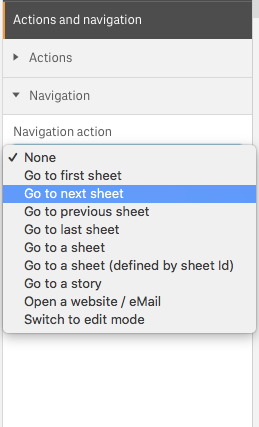 Actions and navigation
Actions
Navigation
Navigation action
None
Go to first sheet
Go to next sheet
Go to previous sheet
Go to last sheet
Go to a sheet
Go to a sheet (defined by sheet Id)
Go to a story
Open a website / eMail
Switch to edit mode